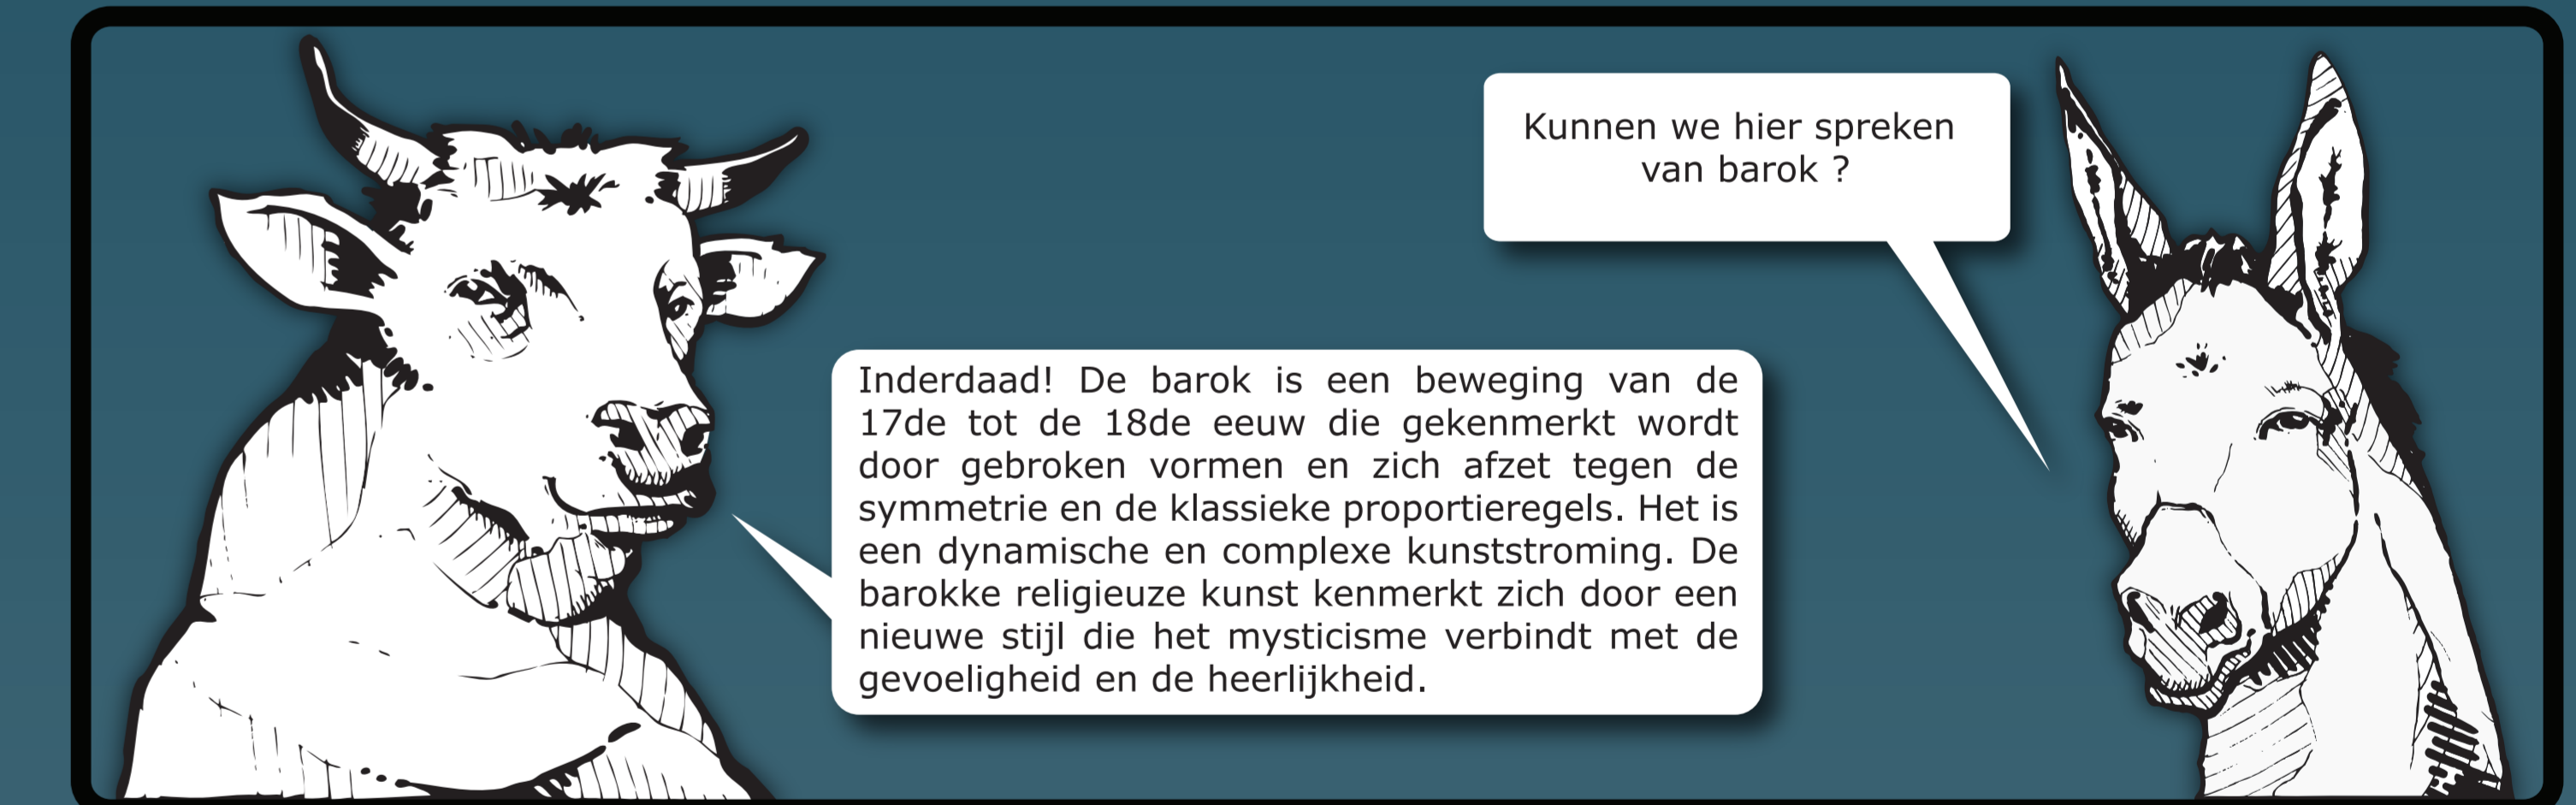 Kunnen we hier spreken
van barok ?
Inderdaad! De barok is een beweging van de
17de tot de 18de eeuw die gekenmerkt wordt
door gebroken vormen en zich afzet tegen de
symmetrie en de klassieke proportieregels. Het is
een dynamische en complexe kunststroming. De
barokke religieuze kunst kenmerkt zich door een
nieuwe stijl die het mysticisme verbindt met de
gevoeligheid en de heerlijkheid.